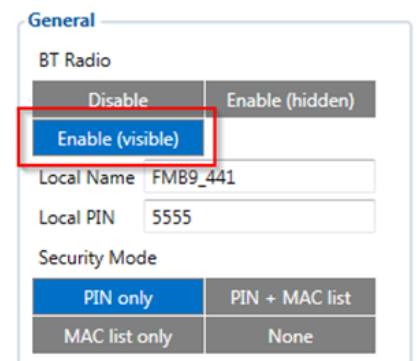 General
BT Radio
Disable Enable (hidden)
Enable (visible)
Local Name FMB9_441
Local PIN 5555
Security Mode
PIN only PIN + MAC list
MAC list only None